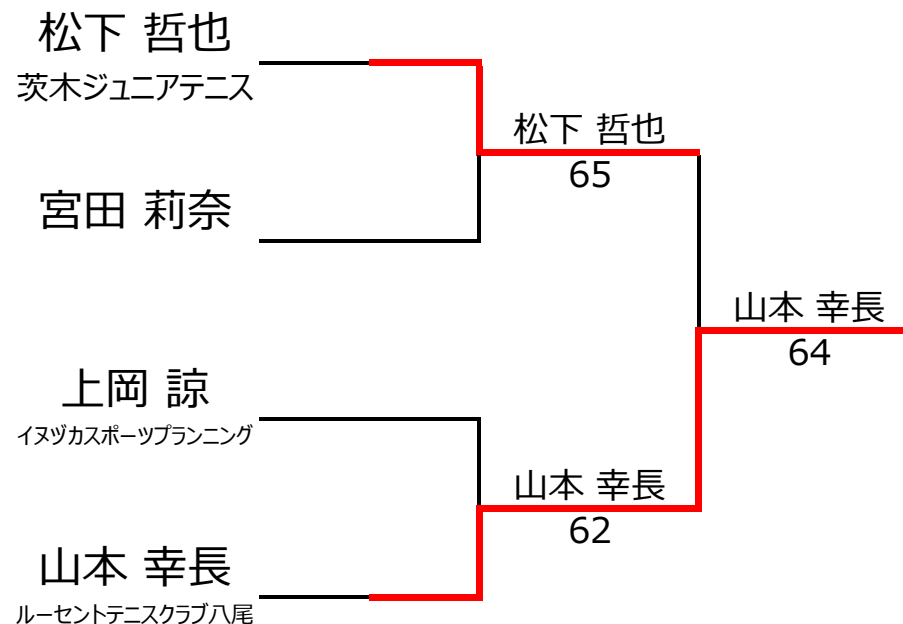 松下 哲也
茨木ジュニアテニス
松下 哲也
65
宮田 莉奈
山本 幸長
64
上岡 諒
イヌヅカスポーツプランニング
山本 幸長
62
山本 幸長
ルーセントテニスクラブ八尾